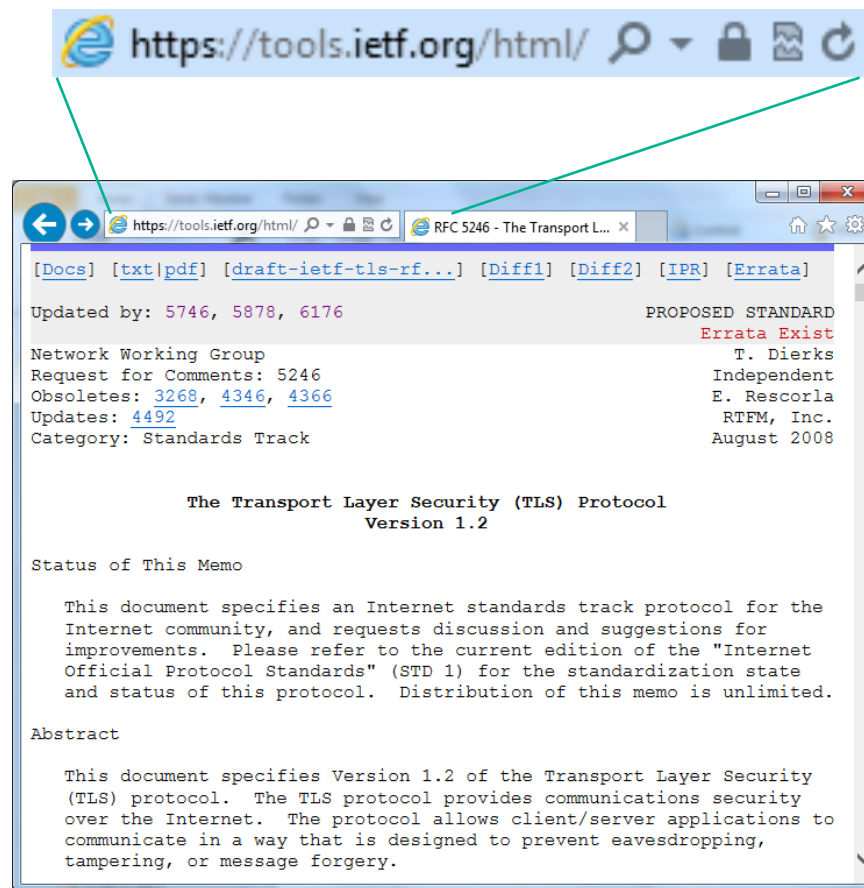 https://tools.ietf.org/html/
https://tools.ietf.org/html/
RFC 5246 - The Transport L...
[Docs] [txt|pdf] [draft-ietf-tls-rf...] [Diff1] [Diff2] [IPR] [Errata]
Updated by: 5746, 5878, 6176 PROPOSED STANDARD
Errata Exist
Network Working Group T. Dierks
Request for Comments: 5246 Independent
Obsoletes: 3268, 4346, 4366 E. Rescorla
Updates: 4492 RTFM, Inc.
Category: Standards Track August 2008
The Transport Layer Security (TLS) Protocol
Version 1.2
Status of This Memo
This document specifies an Internet standards track protocol for the
Internet community, and requests discussion and suggestions for
improvements. Please refer to the current edition of the "Internet
Official Protocol Standards" (STD 1) for the standardization state
and status of this protocol. Distribution of this memo is unlimited.
Abstract
This document specifies Version 1.2 of the Transport Layer Security
(TLS) protocol. The TLS protocol provides communications security
over the Internet. The protocol allows client/server applications to
communicate in a way that is designed to prevent eavesdropping,
tampering, or message forgery.